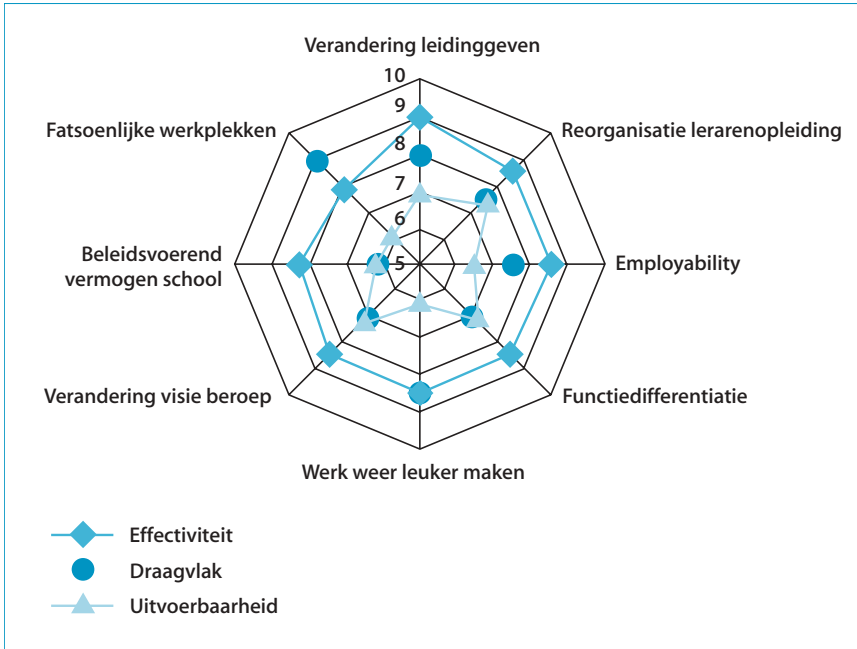 Verandering leidinggeven
10
9
8
7
6
5
Fatsoenlijke werkplekken
Reorganisatie lerarenopleiding
Beleidsvoerend
vermogen school
Employability
Verandering visie beroep
Functiedifferentiatie
Werk weer leuker maken
Effectiviteit
Draagvlak
Uitvoerbaarheid